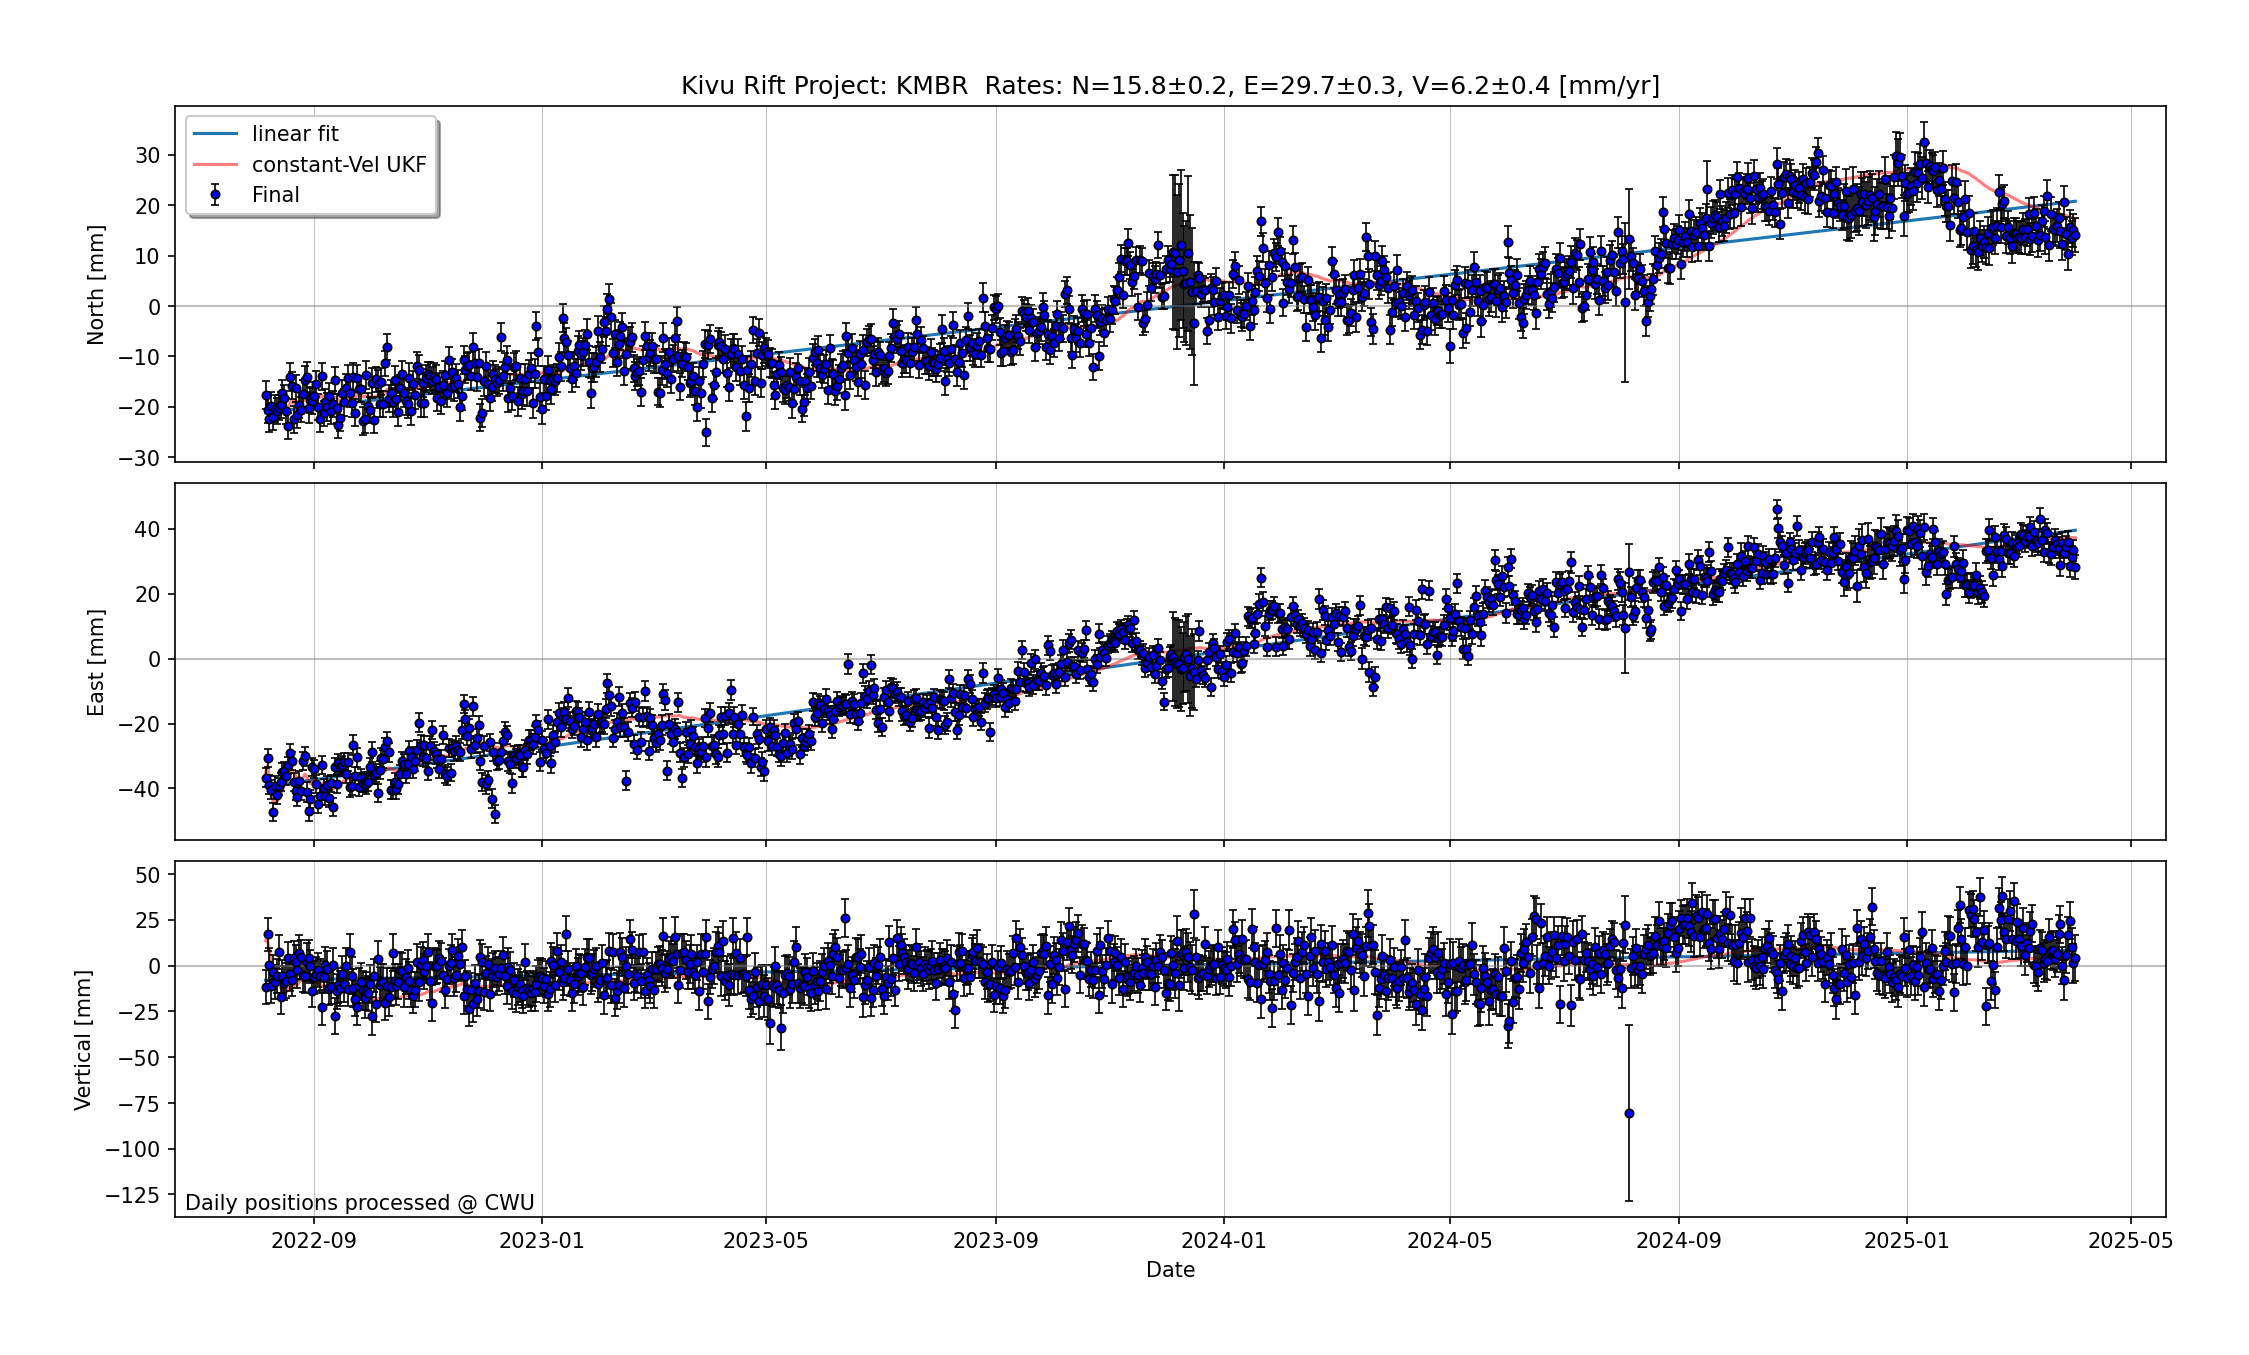 Kivu Rift Project: KMBR  Rates: N=15.8±0.2, E=29.7±0.3, V=6.2±0.4 [mm/yr]
linear fit
constant-Vel UKF
Final
North [mm]
30
20
10
0
−10
−20
−30
East [mm]
40
20
0
−20
−40
Vertical [mm]
50
25
0
−25
−50
−75
−100
−125
Daily positions processed @ CWU
2022-09 2023-01 2023-05 2023-09 2024-01 2024-05 2024-09 2025-01 2025-05
Date